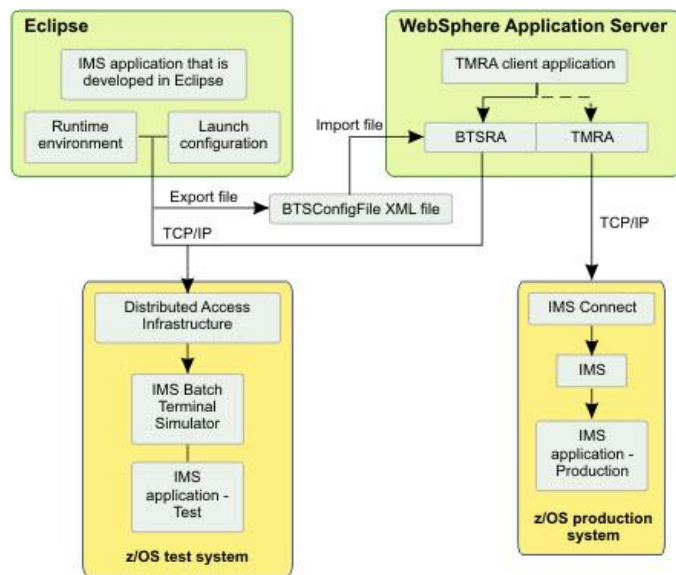 Eclipse
IMS application that is
developed in Eclipse
Runtime
environment
Launch
configuration
WebSphere Application Server
TMRA client application
Import file
BTSRA
TMRA
Export file
BTSConfigFile XML file
TCP/IP
TCP/IP
Distributed Access
Infrastructure
IMS Batch
Terminal
Simulator
IMS
application -
Test
z/OS test system
IMS Connect
IMS
IMS
application -
Production
z/OS production
system